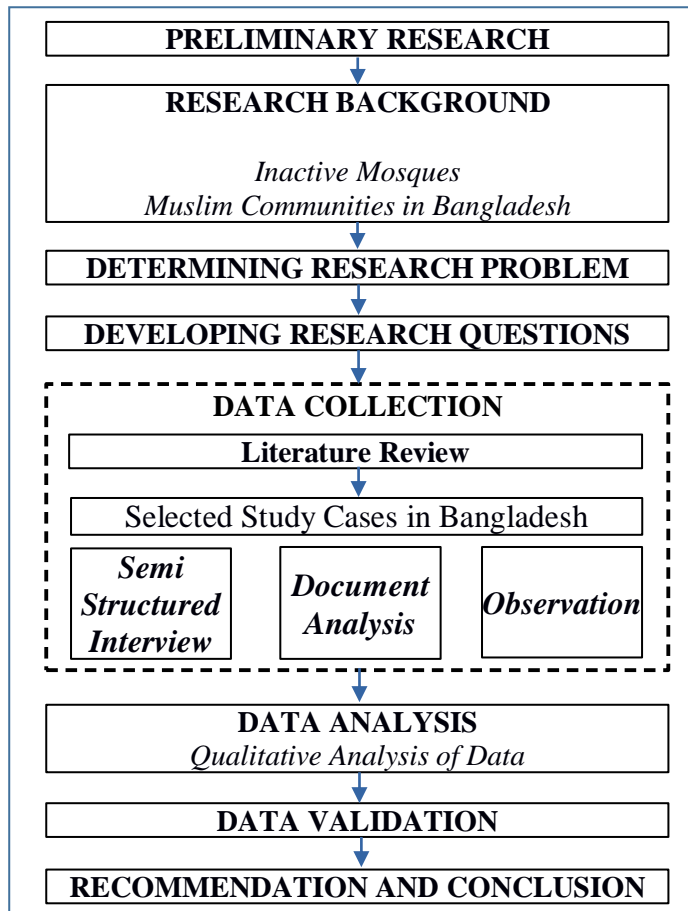 PRELIMINARY RESEARCH
RESEARCH BACKGROUND
Inactive Mosques
Muslim Communities in Bangladesh
DETERMINING RESEARCH PROBLEM
DEVELOPING RESEARCH QUESTIONS
DATA COLLECTION
Literature Review
Selected Study Cases in Bangladesh
Semi
Structured
Interview
Document
Analysis
Observation
DATA ANALYSIS
Qualitative Analysis of Data
DATA VALIDATION
RECOMMENDATION AND CONCLUSION